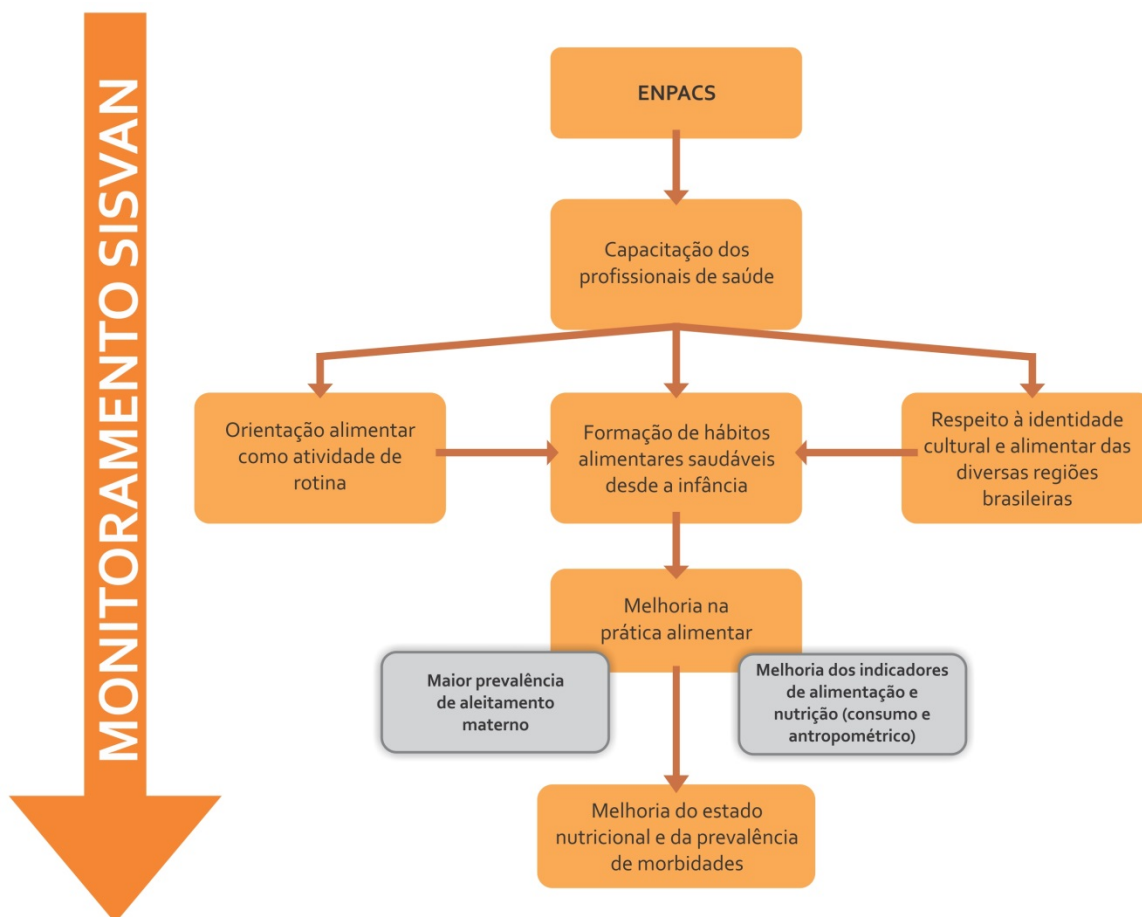 MONITORAMENTO SISVAN
ENPACS
Capacitação dos
profissionais de saúde
Orientação alimentar
como atividade de
rotina
Formação de hábitos
alimentares saudáveis
desde a infância
Respeito à identidade
cultural e alimentar das
diversas regiões
brasileiras
Melhoria na
prática alimentar
Maior prevalência
de aleitamento
materno
Melhoria dos indicadores
de alimentação e
nutrição (consumo e
antropométrico)
Melhoria do estado
nutricional e da prevalência
de morbidades